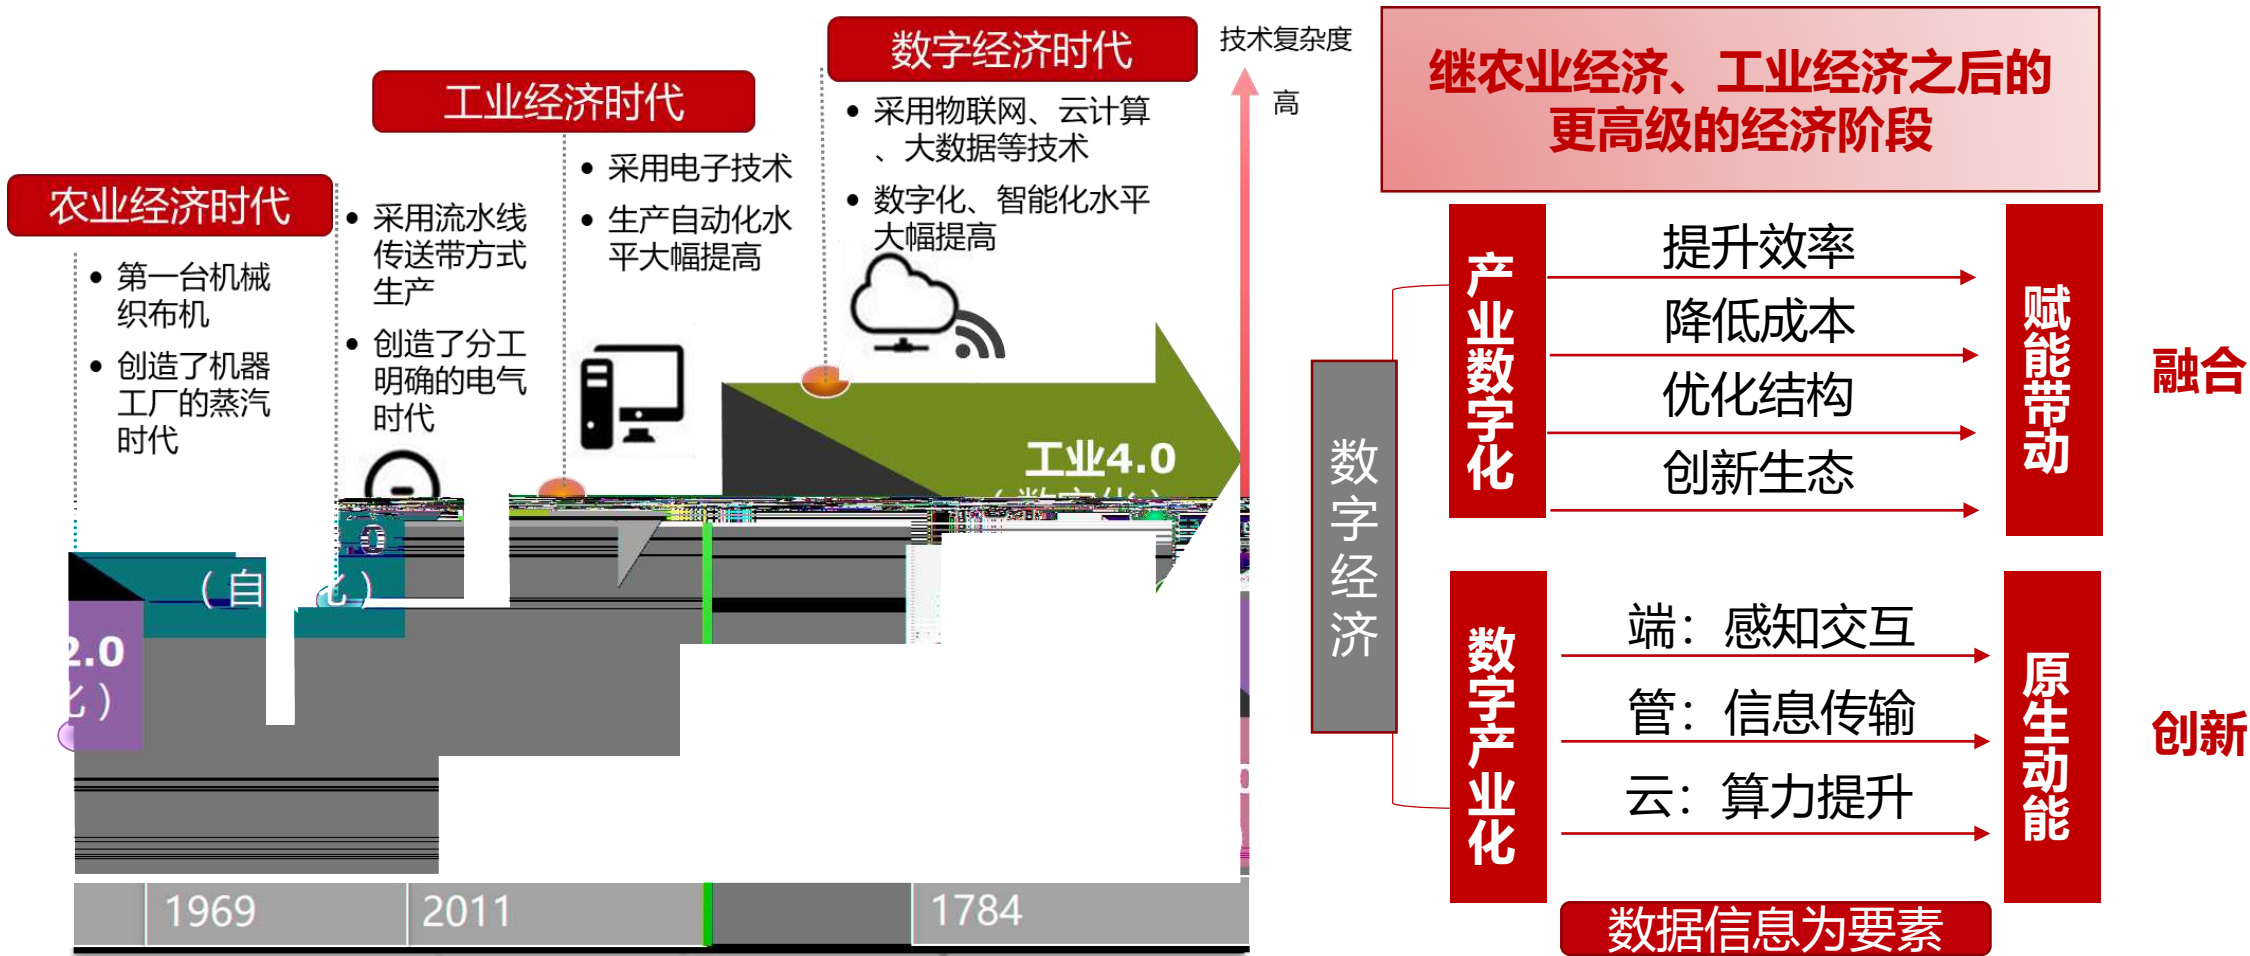 农业经济时代
第一台机械
织布机
创造了机器
工厂的蒸汽
时代
工业经济时代
采用流水线
传送带方式
生产
创造了分工
明确的电气
时代
采用电子技术
生产自动化水
平大幅提高
数字经济时代
采用物联网、云计算
、大数据等技术
数字化、智能化水平
大幅提高
技术复杂度
高
工业4.0
2.0
1969
2011
1784
继农业经济、工业经济之后的
更高级的经济阶段
数字经济
产业数字化
提升效率
降低成本
优化结构
创新生态
赋能带动
融合
数字产业化
端：感知交互
管：信息传输
云：算力提升
原生动能
创新
数据信息为要素